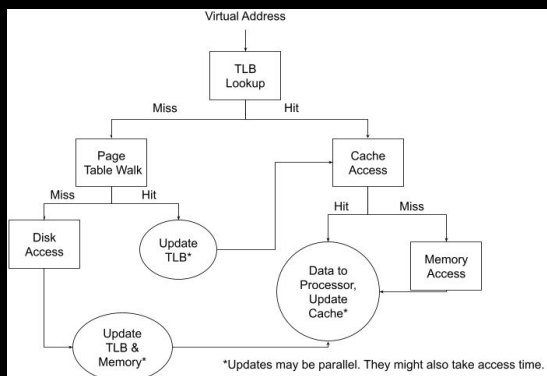 Virtual Address
TLB
Lookup
Miss
Hit
Page
Table Walk
Cache
Access
Miss
Hit
Hit
Miss
Disk
Access
Update
TLB*
Data to
Processor,
Update
Cache*
Memory
Access
Update
TLB &
Memory*
*Updates may be parallel. They might also take access time.